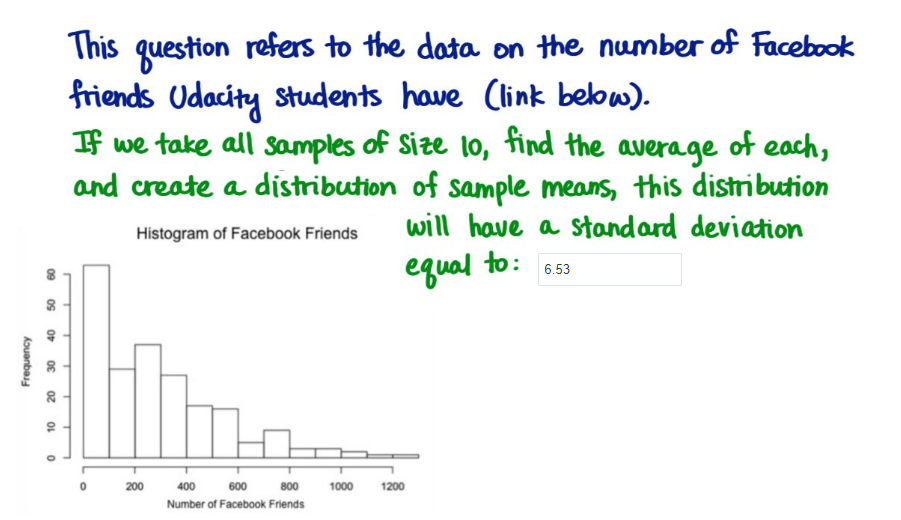 This question refers to the data on the number of Facebook
friends Udacity students have (link below).
If we take all samples of size 10, find the average of each,
and create a distribution of sample means, this distribution
will have a standard deviation
equal to: 6.53
Histogram of Facebook Friends
Frequency
60
50
40
30
20
10
0
0 200 400 600 800 1000 1200
Number of Facebook Friends